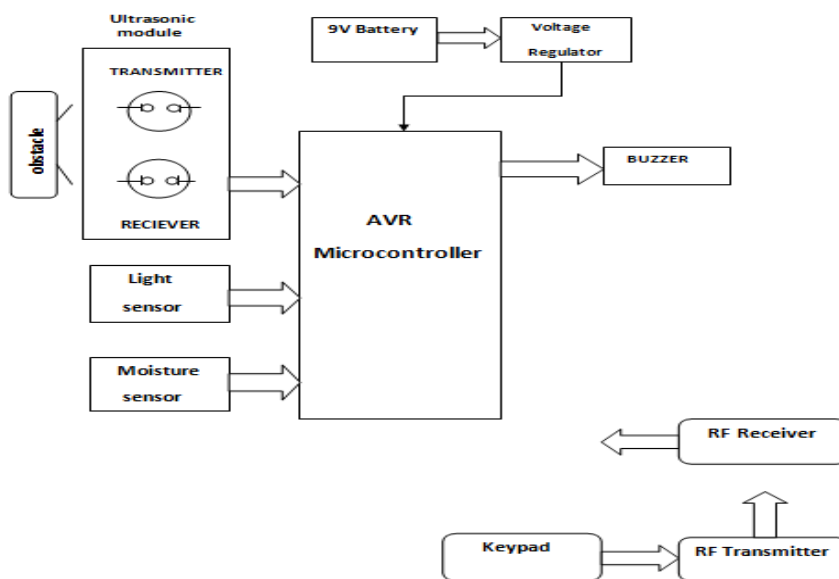 Ultrasonic
module
TRANSMITTER
RECIEVER
obstacle
9V Battery
Voltage
Regulator
AVR
Microcontroller
BUZZER
Light
sensor
Moisture
sensor
RF Receiver
Keypad
RF Transmitter